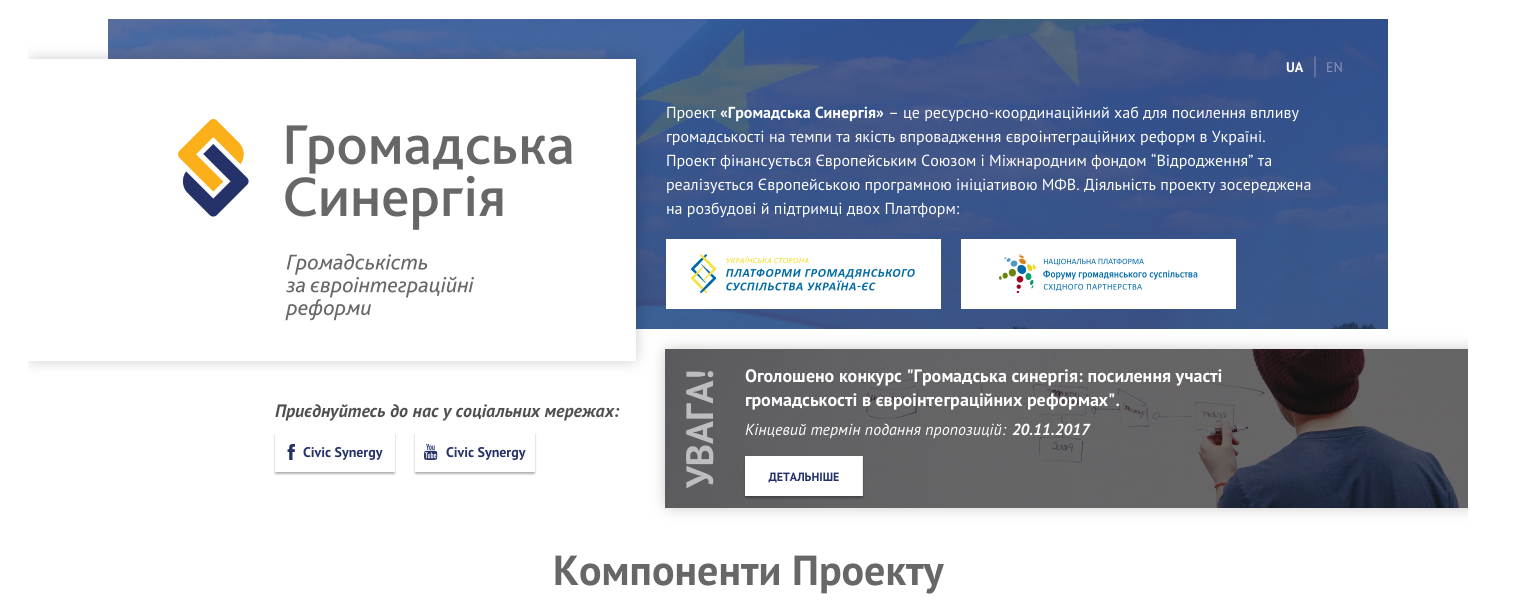 UA | EN
Громадська
Синергія
Громадськість
за євроінтеграційні
реформи
Проект «Громадська Синергія» – це ресурсно-координаційний хаб для посилення впливу
громадськості на темпи та якість впровадження євроінтеграційних реформ в Україні.
Проект фінансується Європейським Союзом і Міжнародним фондом “Відродження” та
реалізується Європейською програмною ініціативою МФВ. Діяльність проекту зосереджена
на розбудові й підтримці двох Платформ:
УКРАЇНСЬКА СТОРОНА
ПЛАТФОРМИ ГРОМАДЯНСЬКОГО
СУСПІЛЬСТВА УКРАЇНА-ЄС
НАЦІОНАЛЬНА ПЛАТФОРМА
Форуму громадянського суспільства
СХІДНОГО ПАРТНЕРСТВА
Приєднуйтесь до нас у соціальних мережах:
f Civic Synergy
You Tube Civic Synergy
УВАГА!
Оголошено конкурс "Громадська синергія: посилення участі
громадськості в євроінтеграційних реформах".
Кінцевий термін подання пропозицій: 20.11.2017
ДЕТАЛЬНІШЕ
Компоненти Проекту